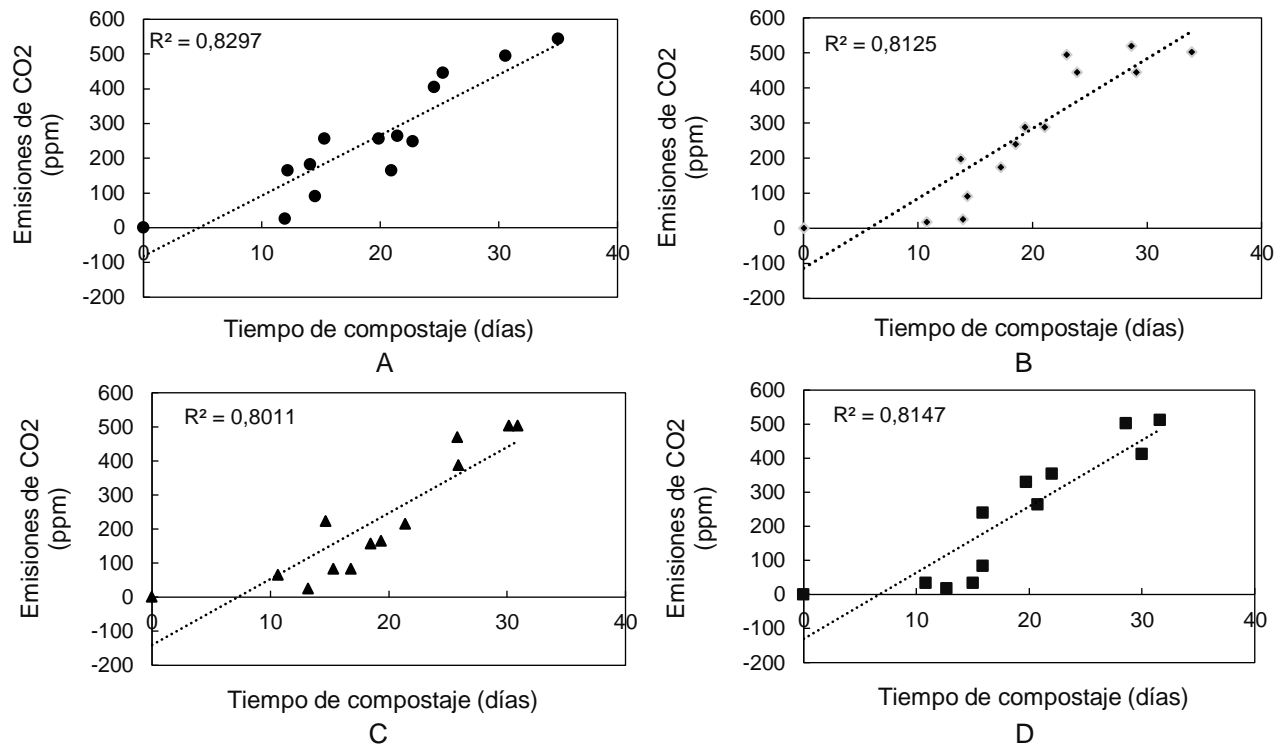 R² = 0,8297
Emisiones de CO2
(ppm)
600
500
400
300
200
100
0
-100
-200
0
10
20
30
40
Tiempo de compostaje (días)
A
R² = 0,8125
Emisiones de CO2
(ppm)
600
500
400
300
200
100
0
-100
-200
0
10
20
30
40
Tiempo de compostaje (días)
B
R² = 0,8011
Emisiones de CO2
(ppm)
600
500
400
300
200
100
0
-100
-200
0
10
20
30
40
Tiempo de compostaje (días)
C
R² = 0,8147
Emisiones de CO2
(ppm)
600
500
400
300
200
100
0
-100
-200
0
10
20
30
40
Tiempo de compostaje (días)
D